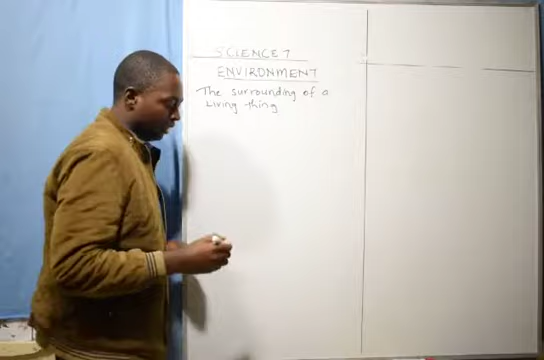 SCIENCE 7
ENVIRONMENT
The surrounding of a
Living thing